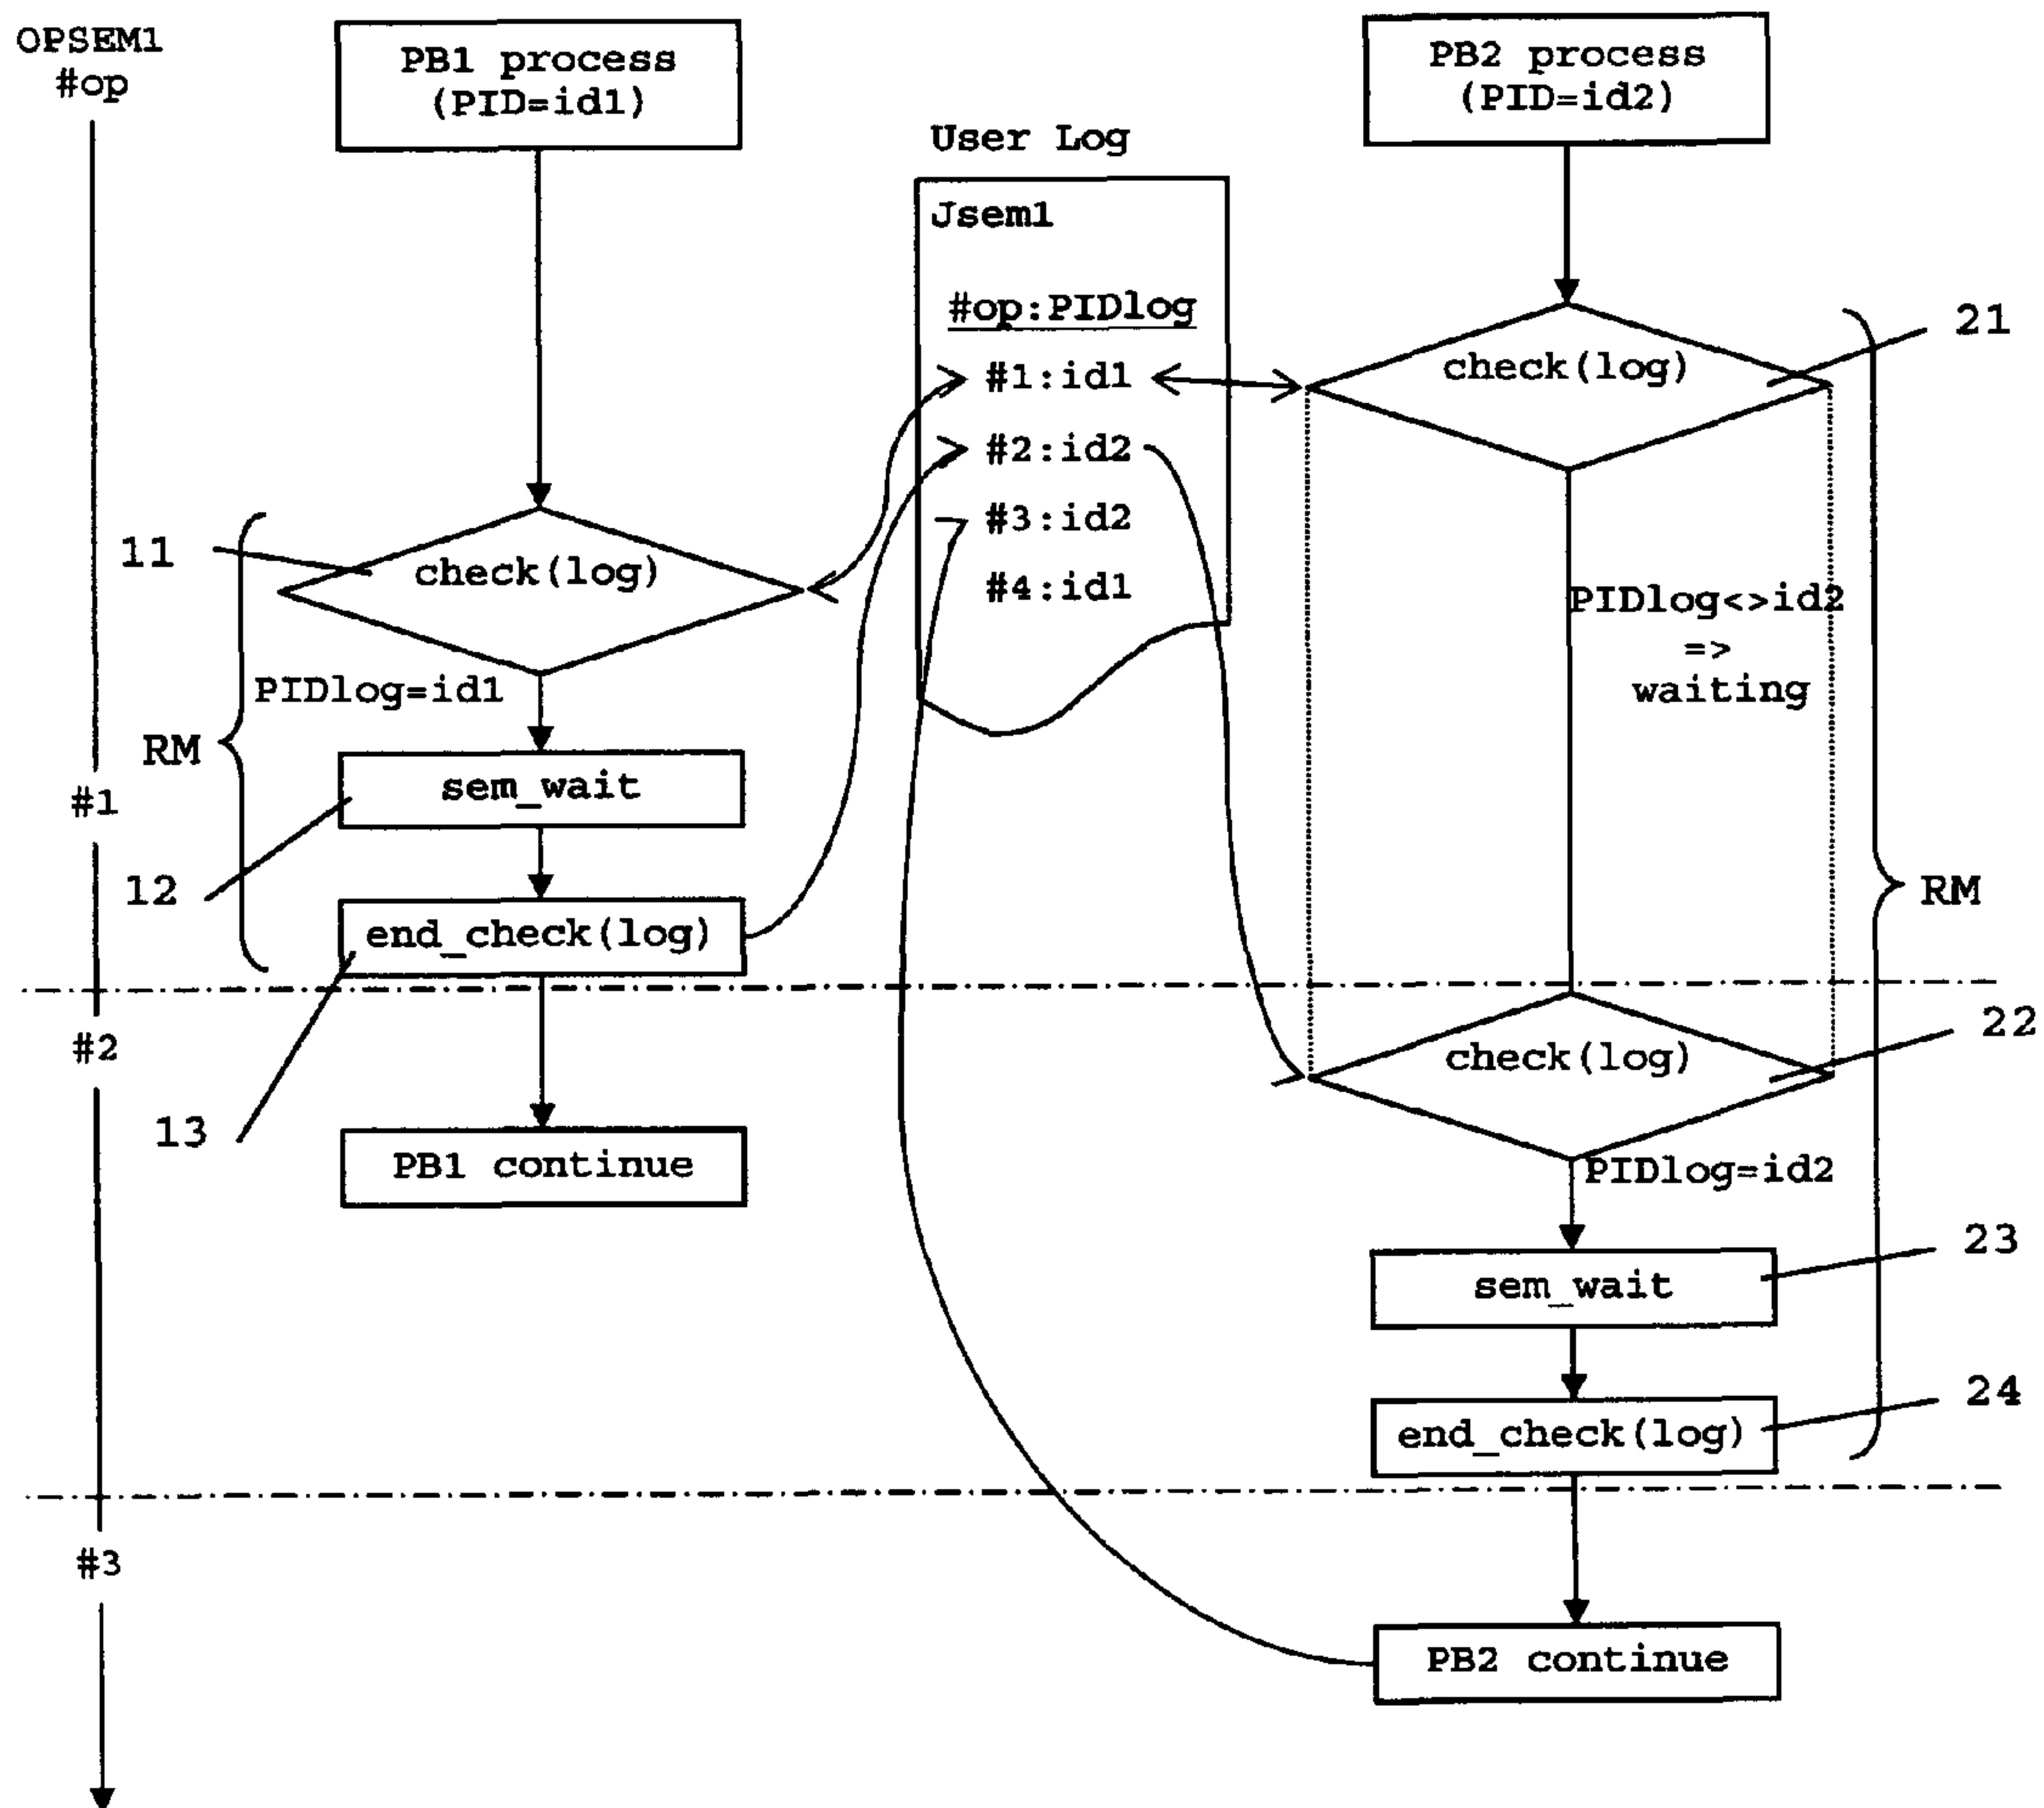 OPSEM1
#op
PB1 process
(PID=id1)
PB2 process
(PID=id2)
User Log
Jsem1
#op:PIDlog
#1:id1
#2:id2
#3:id2
#4:id1
21
check(log)
11
check(log)
PIDlog<>id2
=>
waiting
PIDlog=id1
RM
sem_wait
#1
12
end_check(log)
RM
#2
22
check(log)
13
PB1 continue
PIDlog=id2
23
sem_wait
24
end_check(log)
#3
PB2 continue